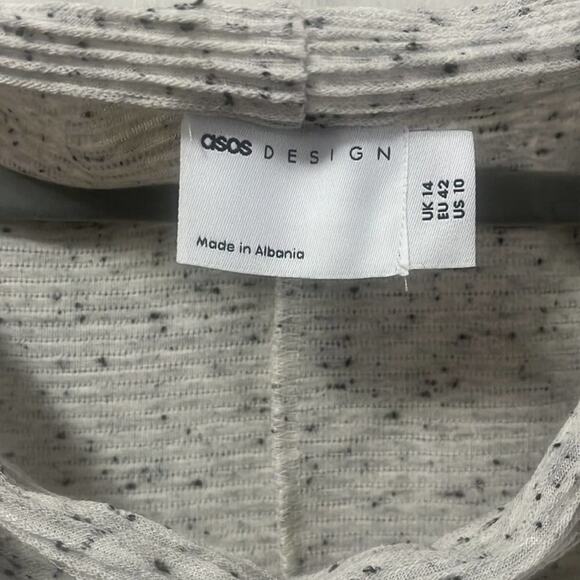 asos DESIGN
Made in Albania
UK 14
EU 42
US 10